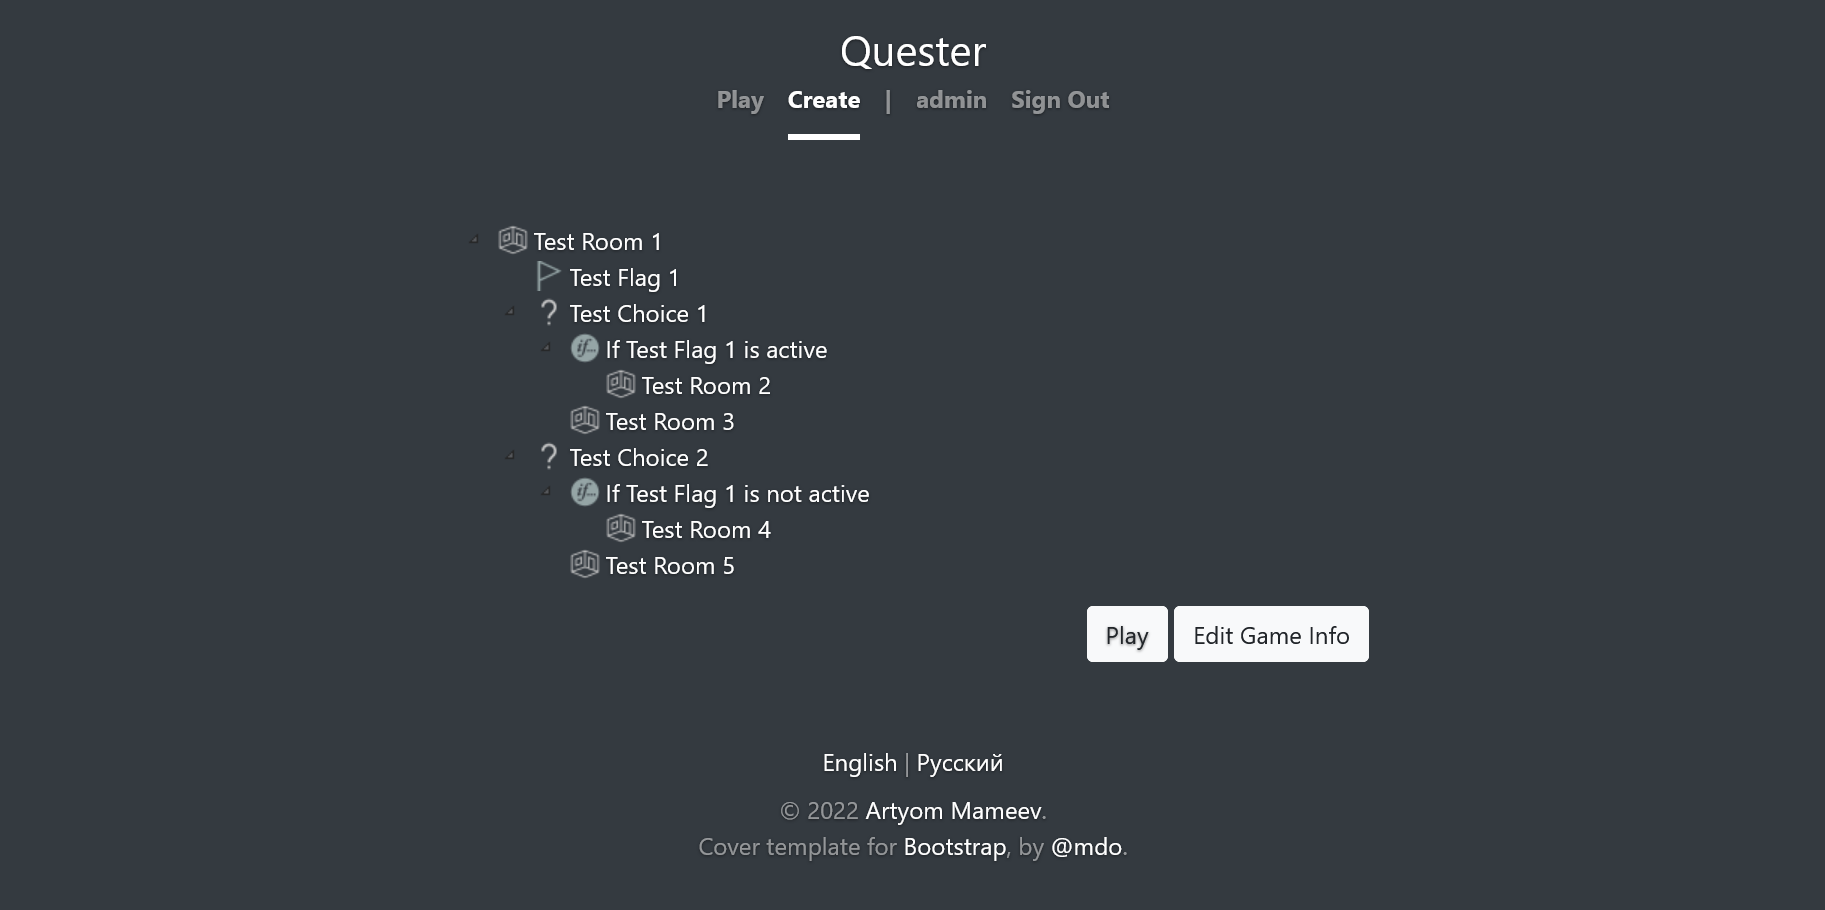 Quester
Play Create | admin Sign Out
Test Room 1
Test Flag 1
? Test Choice 1
if... If Test Flag 1 is active
Test Room 2
Test Room 3
? Test Choice 2
if... If Test Flag 1 is not active
Test Room 4
Test Room 5
Play Edit Game Info
English | Русский
© 2022 Artyom Mameev.
Cover template for Bootstrap, by @mdo.